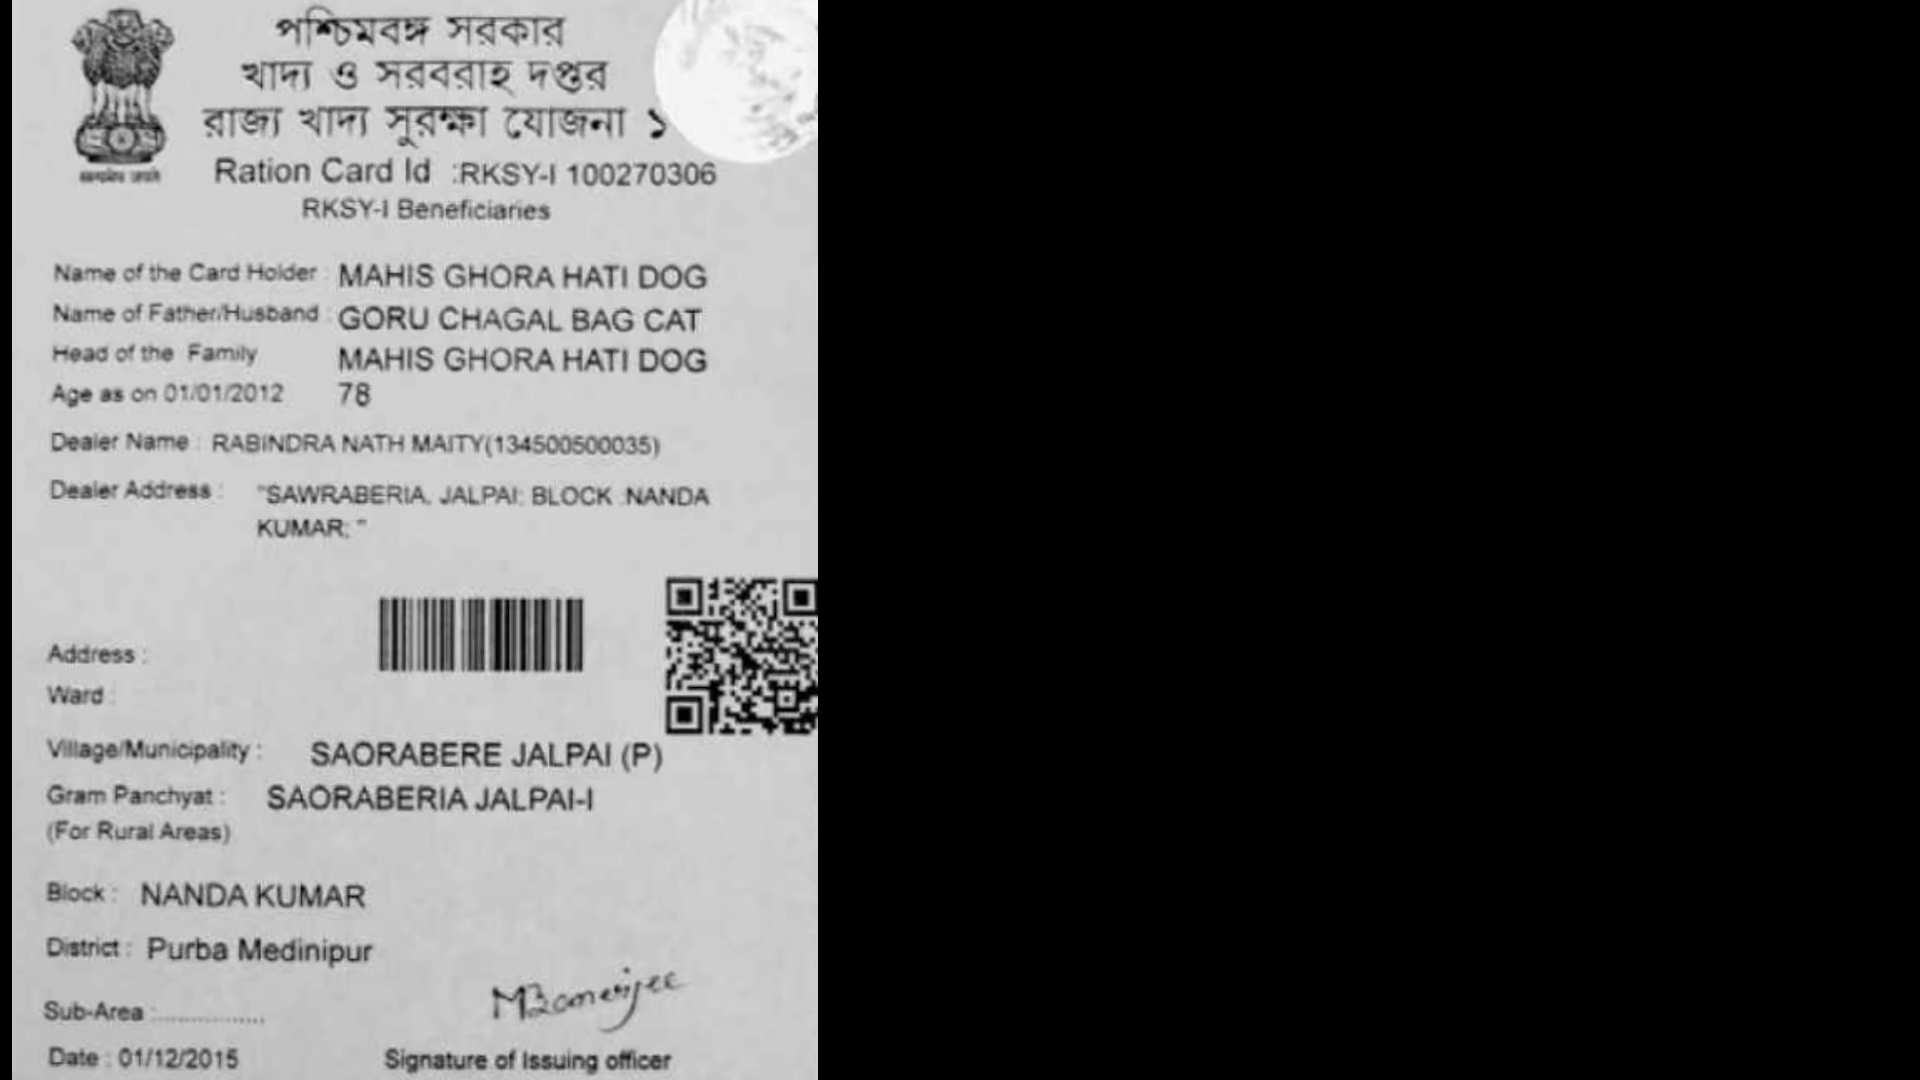 পশ্চিমবঙ্গ সরকার
খাদ্য ও সরবরাহ দপ্তর
রাজ্য খাদ্য সুরক্ষা যোজনা ১
Ration Card Id :RKSY-I 100270306
RKSY-I Beneficiaries
Name of the Card Holder : MAHIS GHORA HATI DOG
Name of Father/Husband : GORU CHAGAL BAG CAT
Head of the Family MAHIS GHORA HATI DOG
Age as on 01/01/2012 78
Dealer Name : RABINDRA NATH MAITY(134500500035)
Dealer Address : "SAWRABERIA, JALPAI; BLOCK :NANDA
KUMAR; "
Address :
Ward :
Village/Municipality : SAORABERE JALPAI (P)
Gram Panchyat : SAORABERIA JALPAI-I
(For Rural Areas)
Block : NANDA KUMAR
District : Purba Medinipur
MBanerjee
Sub-Area :................
Date : 01/12/2015 Signature of Issuing officer